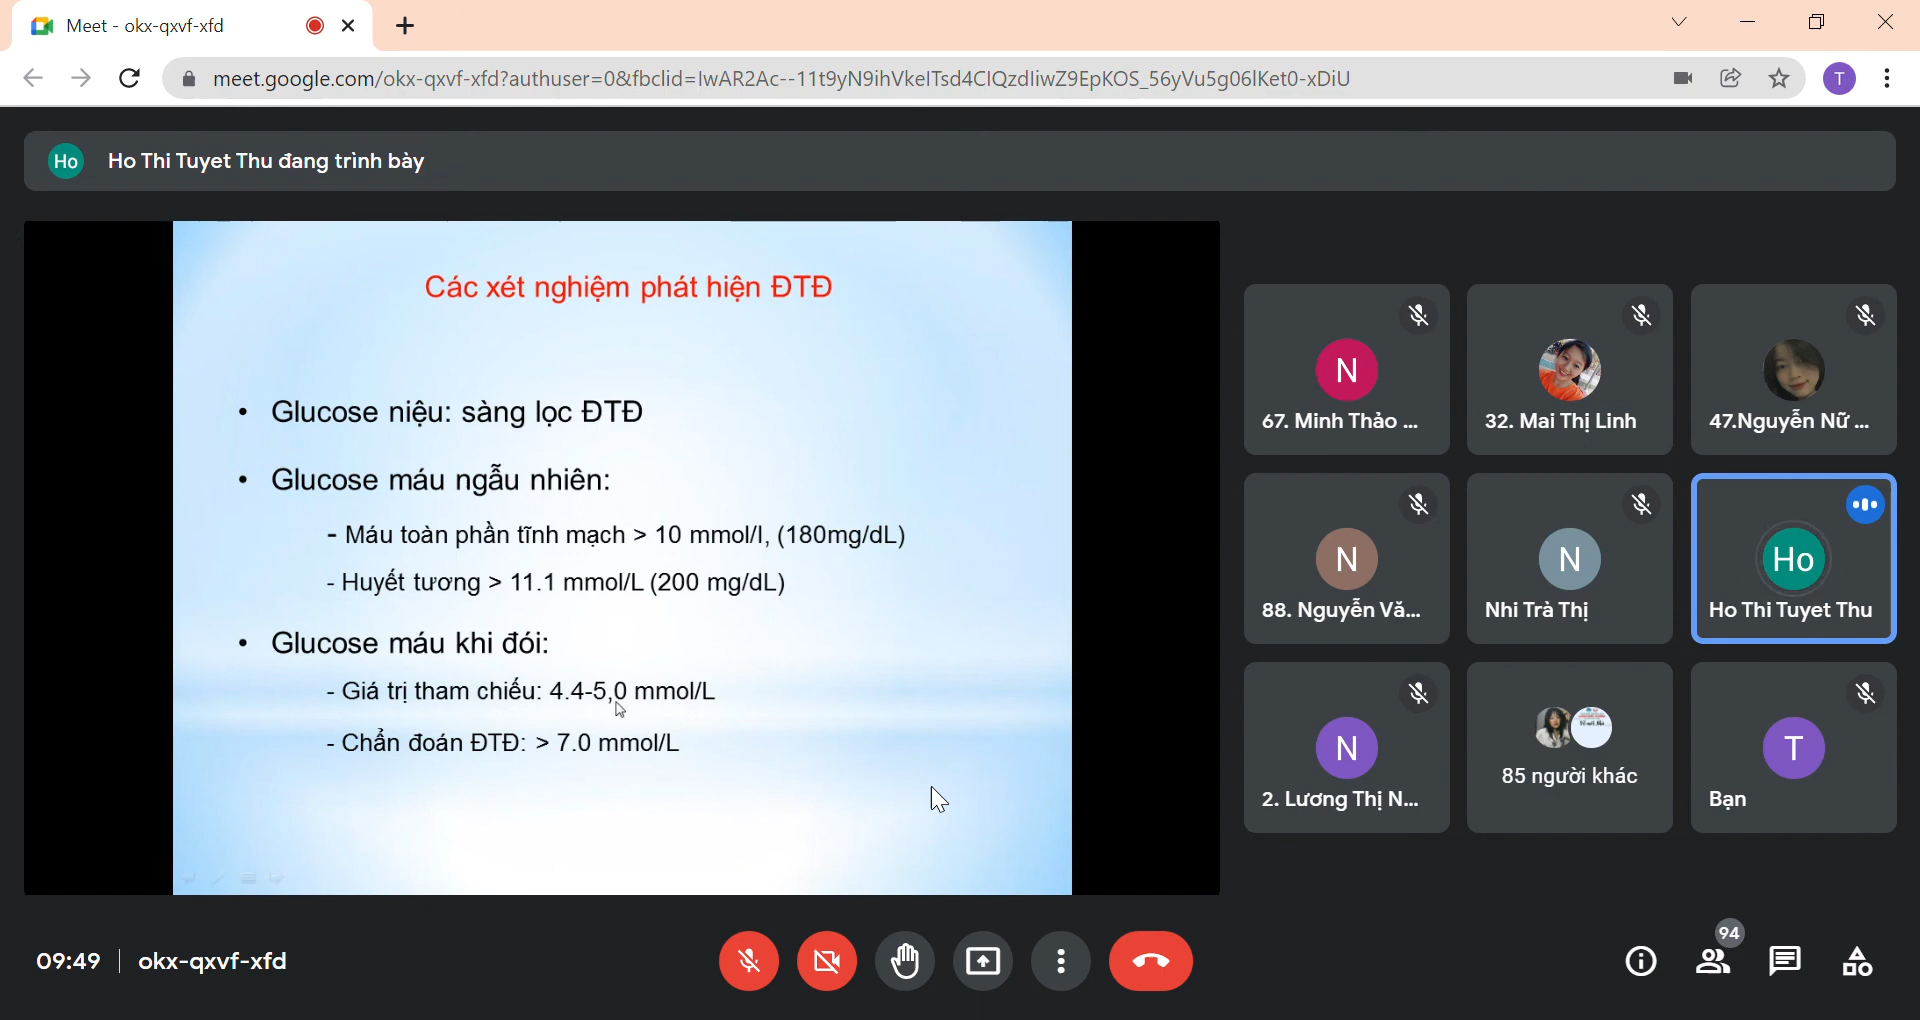 Meet - okx-qxvf-xfd
meet.google.com/okx-qxvf-xfd?authuser=0&fbclid=IwAR2Ac--11t9yN9ihVkeITsd4CIQzdIiwZ9EpKOS_56yVu5g06lKet0-xDiU
T
Ho
Ho Thi Tuyet Thu đang trình bày
Các xét nghiệm phát hiện ĐTĐ
• Glucose niệu: sàng lọc ĐTĐ
• Glucose máu ngẫu nhiên:
- Máu toàn phần tĩnh mạch > 10 mmol/l, (180mg/dL)
- Huyết tương > 11.1 mmol/L (200 mg/dL)
• Glucose máu khi đói:
- Giá trị tham chiếu: 4.4-5,0 mmol/L
- Chẩn đoán ĐTĐ: > 7.0 mmol/L
N
67. Minh Thảo ...
32. Mai Thị Linh
47.Nguyễn Nữ ...
N
88. Nguyễn Vă...
N
Nhi Trà Thị
Ho
Ho Thi Tuyet Thu
N
2. Lương Thị N...
85 người khác
T
Bạn
09:49
okx-qxvf-xfd
94